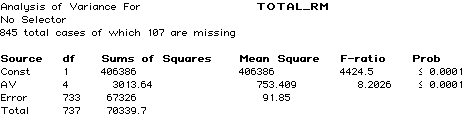 Analysis of Variance For TOTAL_RM
No Selector
845 total cases of which 107 are missing
Source df Sums of Squares Mean Square F-ratio Prob
Const 1 406386 406386 4424.5 ≤ 0.0001
AV 4 3013.64 753.409 8.2026 ≤ 0.0001
Error 733 67326 91.85
Total 737 70339.7